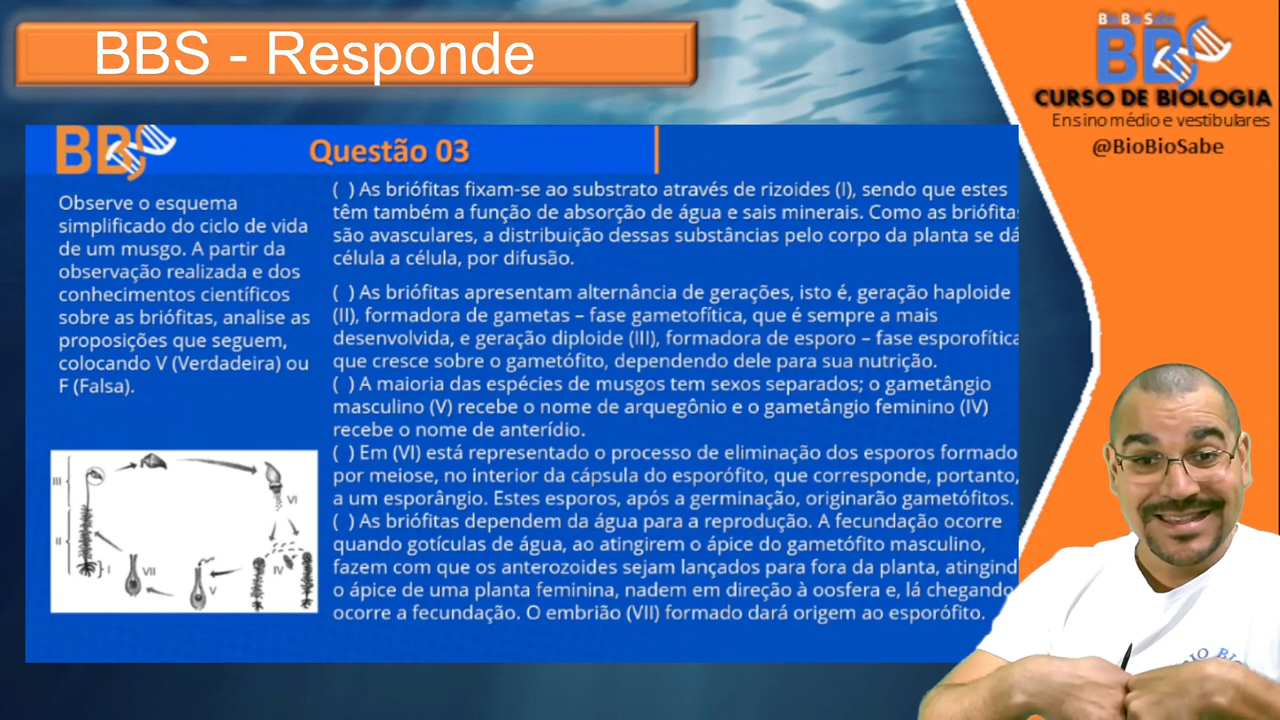 BBS - Responde
Bio Bio Sabe
BBS
CURSO DE BIOLOGIA
Ensino médio e vestibulares
@BioBioSabe
BBS
Questão 03
Observe o esquema
simplificado do ciclo de vida
de um musgo. A partir da
observação realizada e dos
conhecimentos científicos
sobre as briófitas, analise as
proposições que seguem,
colocando V (Verdadeira) ou
F (Falsa).
( ) As briófitas fixam-se ao substrato através de rizoides (I), sendo que estes
têm também a função de absorção de água e sais minerais. Como as briófitas
são avasculares, a distribuição dessas substâncias pelo corpo da planta se dá
célula a célula, por difusão.
( ) As briófitas apresentam alternância de gerações, isto é, geração haploide
(II), formadora de gametas – fase gametofítica, que é sempre a mais
desenvolvida, e geração diploide (III), formadora de esporo – fase esporofítica
que cresce sobre o gametófito, dependendo dele para sua nutrição.
( ) A maioria das espécies de musgos tem sexos separados; o gametângio
masculino (V) recebe o nome de arquegônio e o gametângio feminino (IV)
recebe o nome de anterídio.
( ) Em (VI) está representado o processo de eliminação dos esporos formado
por meiose, no interior da cápsula do esporófito, que corresponde, portanto,
a um esporângio. Estes esporos, após a germinação, originarão gametófitos.
( ) As briófitas dependem da água para a reprodução. A fecundação ocorre
quando gotículas de água, ao atingirem o ápice do gametófito masculino,
fazem com que os anterozoides sejam lançados para fora da planta, atingind
o ápice de uma planta feminina, nadem em direção à oosfera e, lá chegando
ocorre a fecundação. O embrião (VII) formado dará origem ao esporófito.
III
VI
II
I
VII
V
IV